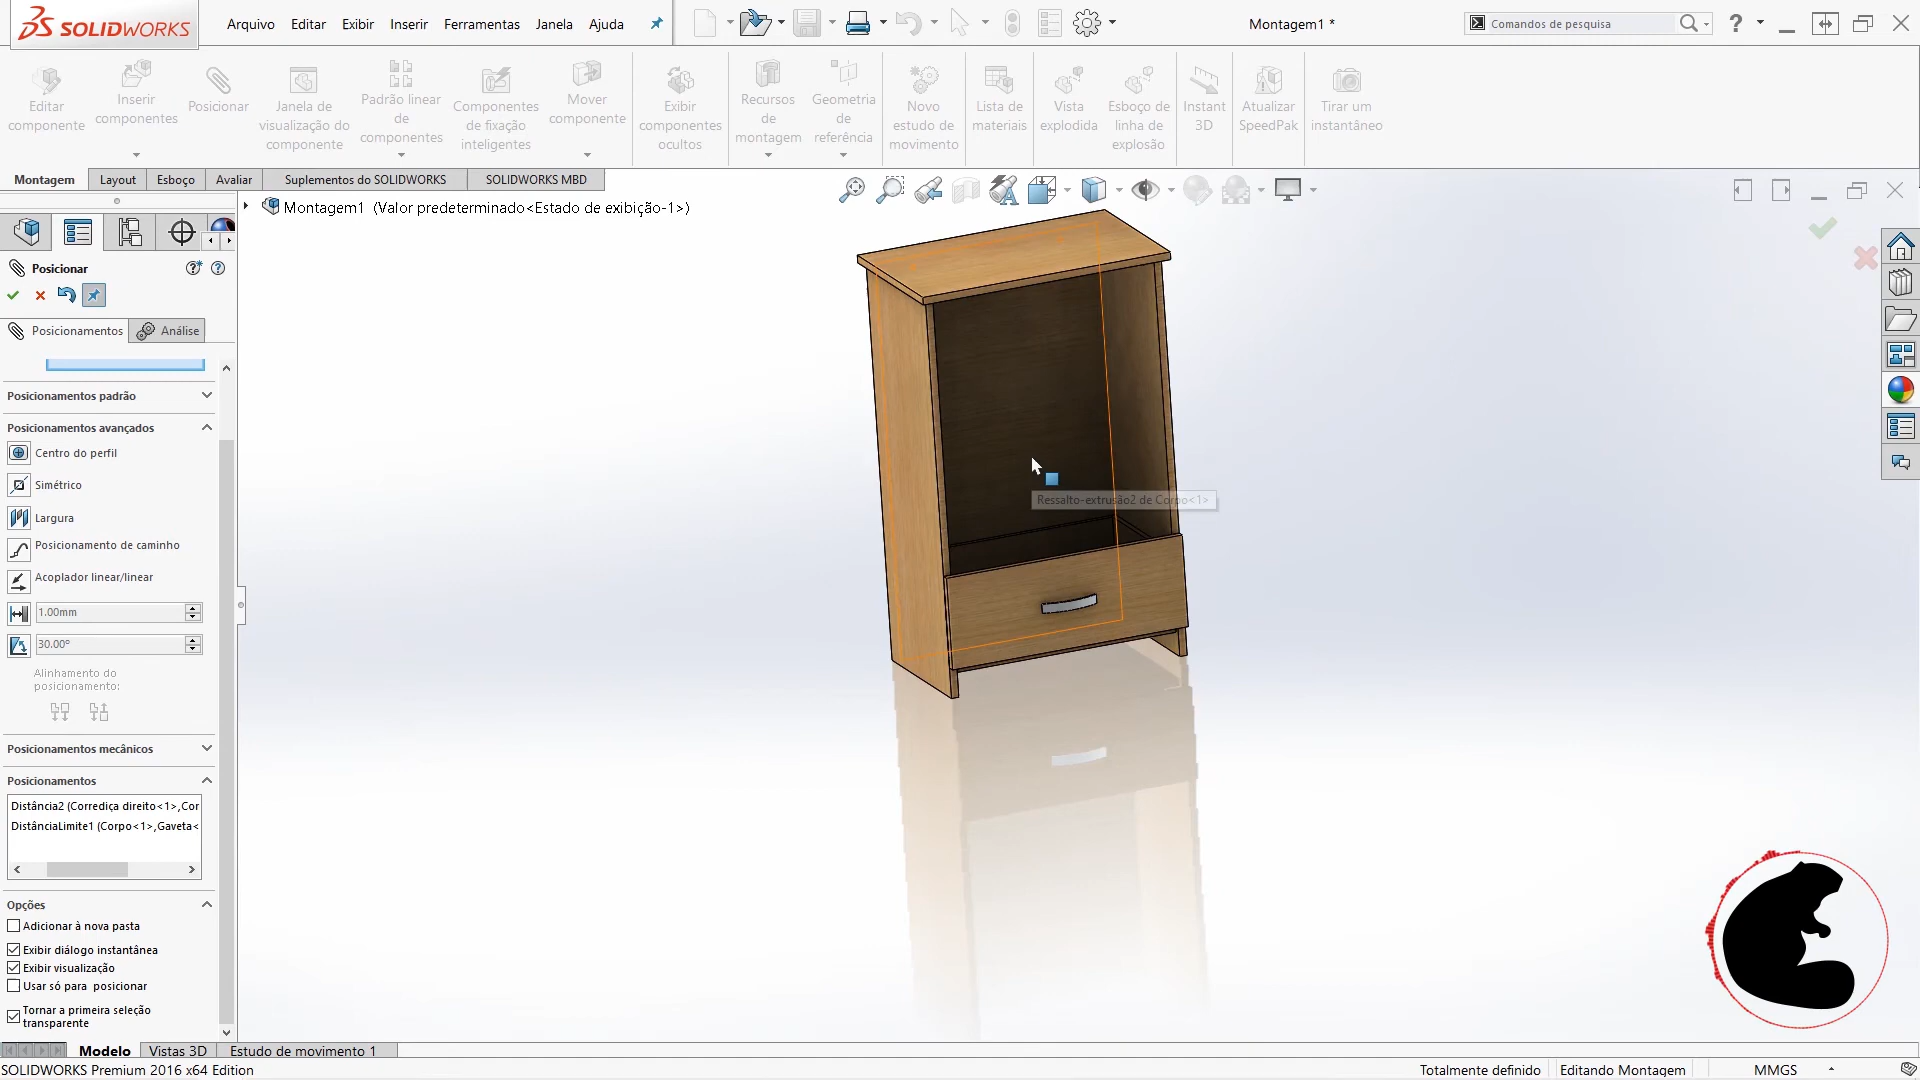 SOLIDWORKS
Arquivo Editar Exibir Inserir Ferramentas Janela Ajuda
Montagem1 *
Comandos de pesquisa
Editar componente
Inserir componentes
Posicionar
Janela de visualização do componente
Padrão linear de componentes
Componentes de fixação inteligentes
Mover componente
Exibir componentes ocultos
Recursos de montagem
Geometria de referência
Novo estudo de movimento
Lista de materiais
Vista explodida
Esboço de linha de explosão
Instant 3D
Atualizar SpeedPak
Tirar um instantâneo
Montagem Layout Esboço Avaliar Suplementos do SOLIDWORKS SOLIDWORKS MBD
Montagem1 (Valor predeterminado<Estado de exibição-1>)
Posicionar
Posicionamentos Análise
Posicionamentos padrão
Posicionamentos avançados
Centro do perfil
Simétrico
Largura
Posicionamento de caminho
Acoplador linear/linear
1.00mm
30.00º
Alinhamento do
posicionamento:
Posicionamentos mecânicos
Posicionamentos
Distância2 (Corrediça direito<1>,Cor
DistânciaLimite1 (Corpo<1>,Gaveta<
Opções
Adicionar à nova pasta
Exibir diálogo instantânea
Exibir visualização
Usar só para posicionar
Tornar a primeira seleção
transparente
Ressalto-extrusão2 de Corpo<1>
Modelo Vistas 3D Estudo de movimento 1
SOLIDWORKS Premium 2016 x64 Edition
Totalmente definido Editando Montagem MMGS